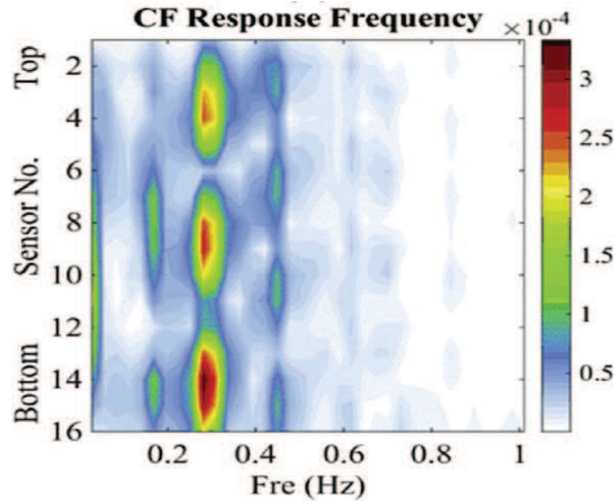 CF Response Frequency
×10⁻⁴
Top
Sensor No.
Bottom
2
4
6
8
10
12
14
16
0.2 0.4 0.6 0.8 1
Fre (Hz)
3
2.5
2
1.5
1
0.5